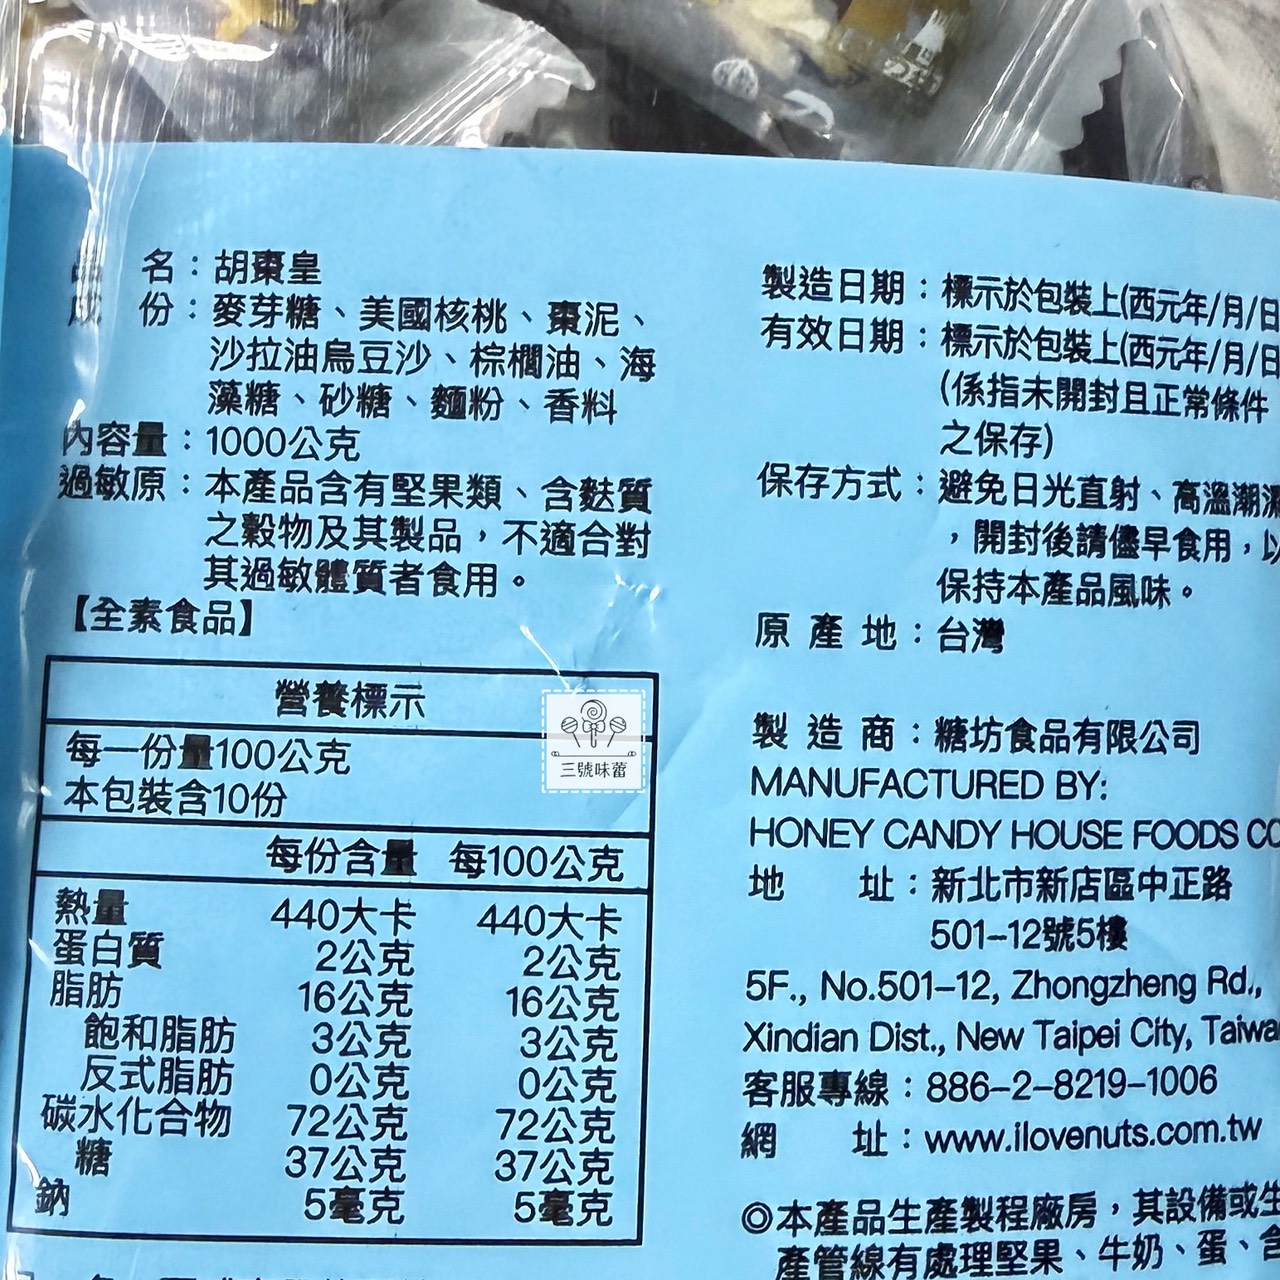 品 名：胡棗皇
成 份：麥芽糖、美國核桃、棗泥、
沙拉油烏豆沙、棕櫚油、海
藻糖、砂糖、麵粉、香料
內容量：1000公克
過敏原：本產品含有堅果類、含麩質
之穀物及其製品，不適合對
其過敏體質者食用。
【全素食品】
營養標示
每一份量100公克
本包裝含10份
每份含量 每100公克
熱量 440大卡 440大卡
蛋白質 2公克 2公克
脂肪 16公克 16公克
飽和脂肪 3公克 3公克
反式脂肪 0公克 0公克
碳水化合物 72公克 72公克
糖 37公克 37公克
鈉 5毫克 5毫克
三號味蕾
製造日期：標示於包裝上(西元年/月/日
有效日期：標示於包裝上(西元年/月/日
(係指未開封且正常條件
之保存)
保存方式：避免日光直射、高溫潮濕
，開封後請儘早食用，以
保持本產品風味。
原 產 地：台灣
製 造 商：糖坊食品有限公司
MANUFACTURED BY:
HONEY CANDY HOUSE FOODS CO
地 址：新北市新店區中正路
501-12號5樓
5F., No.501-12, Zhongzheng Rd.,
Xindian Dist., New Taipei City, Taiwa
客服專線：886-2-8219-1006
網 址：www.ilovenuts.com.tw
◎本產品生產製程廠房，其設備或生
產管線有處理堅果、牛奶、蛋、含